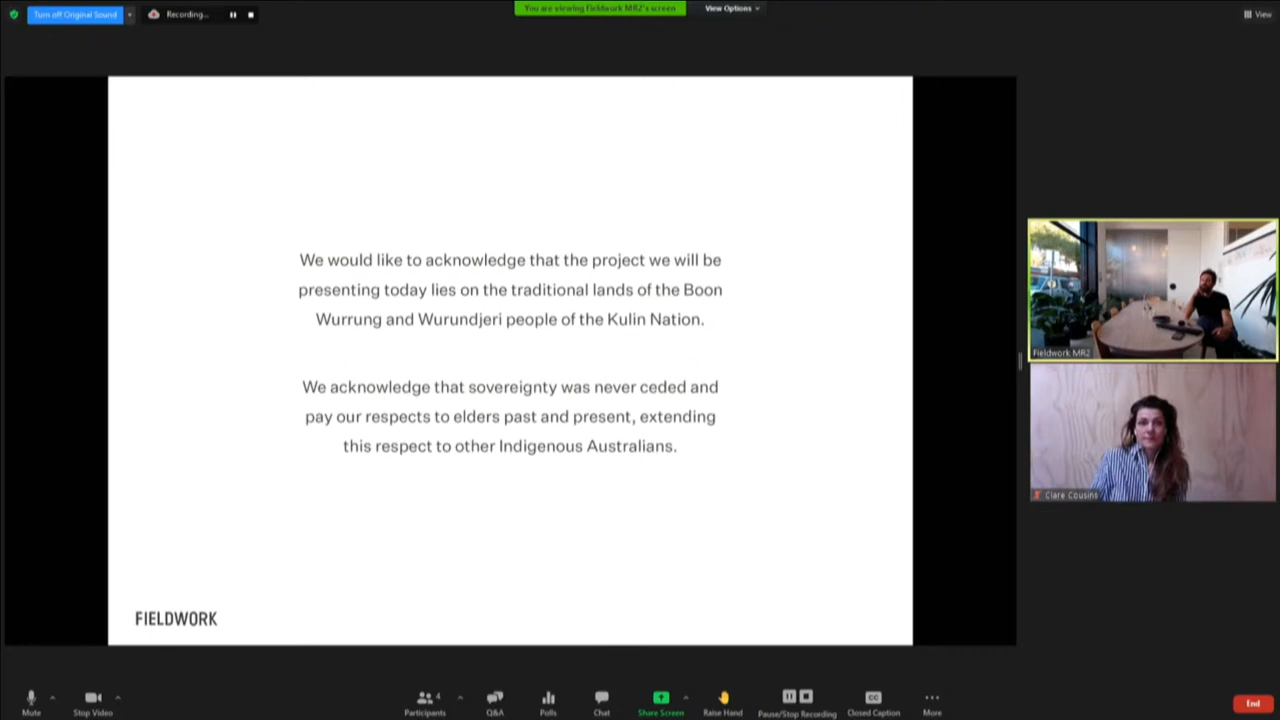 Turn off Original Sound
Recording...
You are viewing Fieldwork MR2's screen
View Options
View
We would like to acknowledge that the project we will be
presenting today lies on the traditional lands of the Boon
Wurrung and Wurundjeri people of the Kulin Nation.
We acknowledge that sovereignty was never ceded and
pay our respects to elders past and present, extending
this respect to other Indigenous Australians.
FIELDWORK
Fieldwork MR2
Clare Cousins
Mute
Stop Video
4
Participants
Q&A
Polls
Chat
Share Screen
Raise Hand
Pause/Stop Recording
CC
Closed Caption
More
End